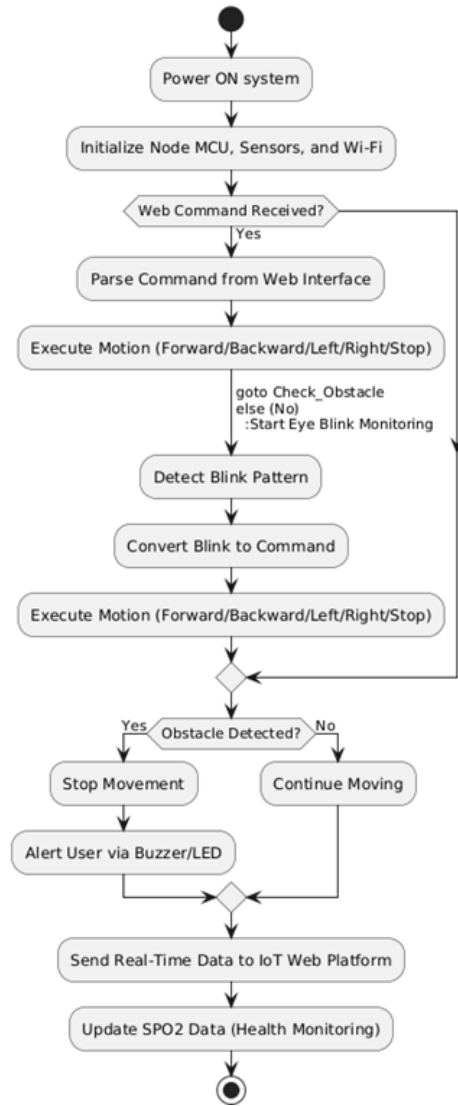 Power ON system
Initialize Node MCU, Sensors, and Wi-Fi
Web Command Received?
Yes
Parse Command from Web Interface
Execute Motion (Forward/Backward/Left/Right/Stop)
goto Check_Obstacle
else (No)
:Start Eye Blink Monitoring
Detect Blink Pattern
Convert Blink to Command
Execute Motion (Forward/Backward/Left/Right/Stop)
Yes
Obstacle Detected?
No
Stop Movement
Continue Moving
Alert User via Buzzer/LED
Send Real-Time Data to IoT Web Platform
Update SPO2 Data (Health Monitoring)